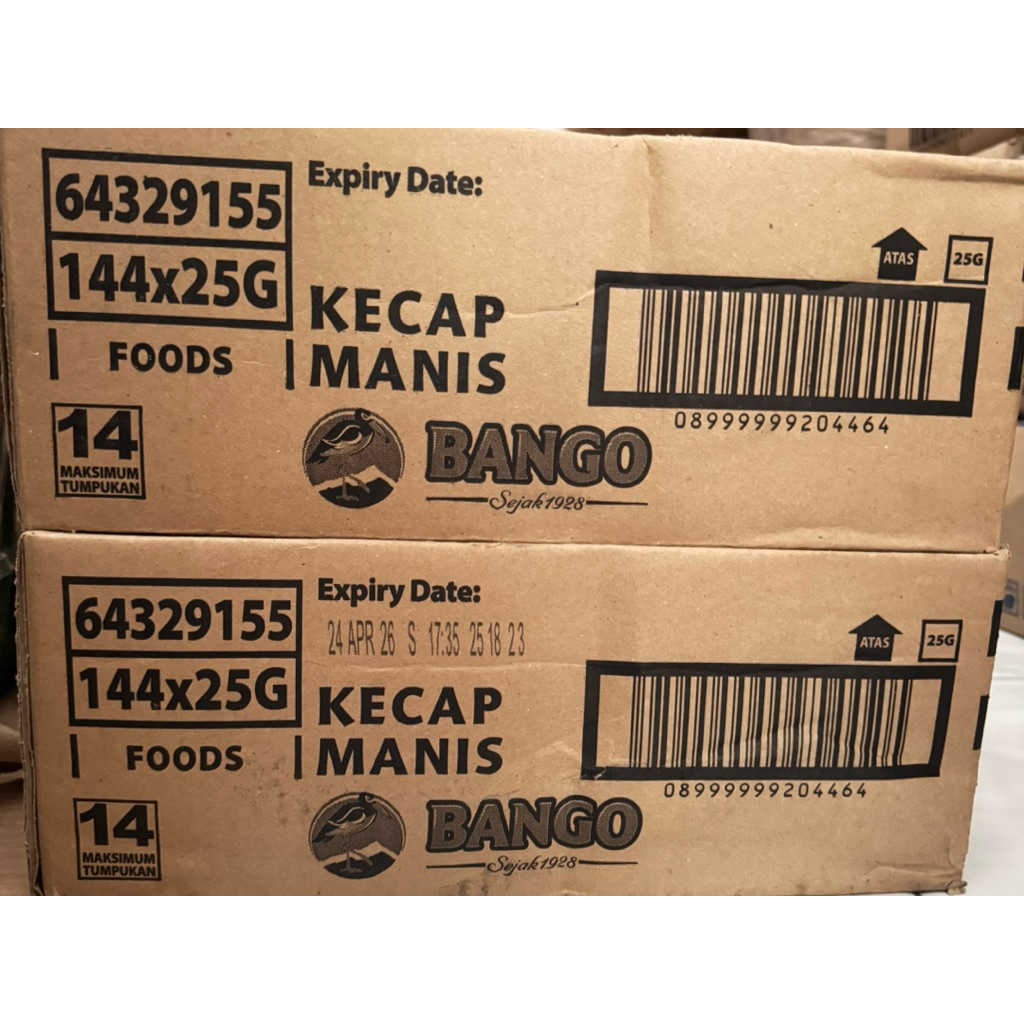 64329155
144x25G
FOODS
14
MAKSIMUM
TUMPUKAN
Expiry Date:
KECAP
MANIS
BANGO
Sejak 1928
ATAS
25G
08999999204464
64329155
144x25G
FOODS
14
MAKSIMUM
TUMPUKAN
Expiry Date:
24 APR 26 S 17:35 25 18 23
KECAP
MANIS
BANGO
Sejak 1928
ATAS
25G
08999999204464